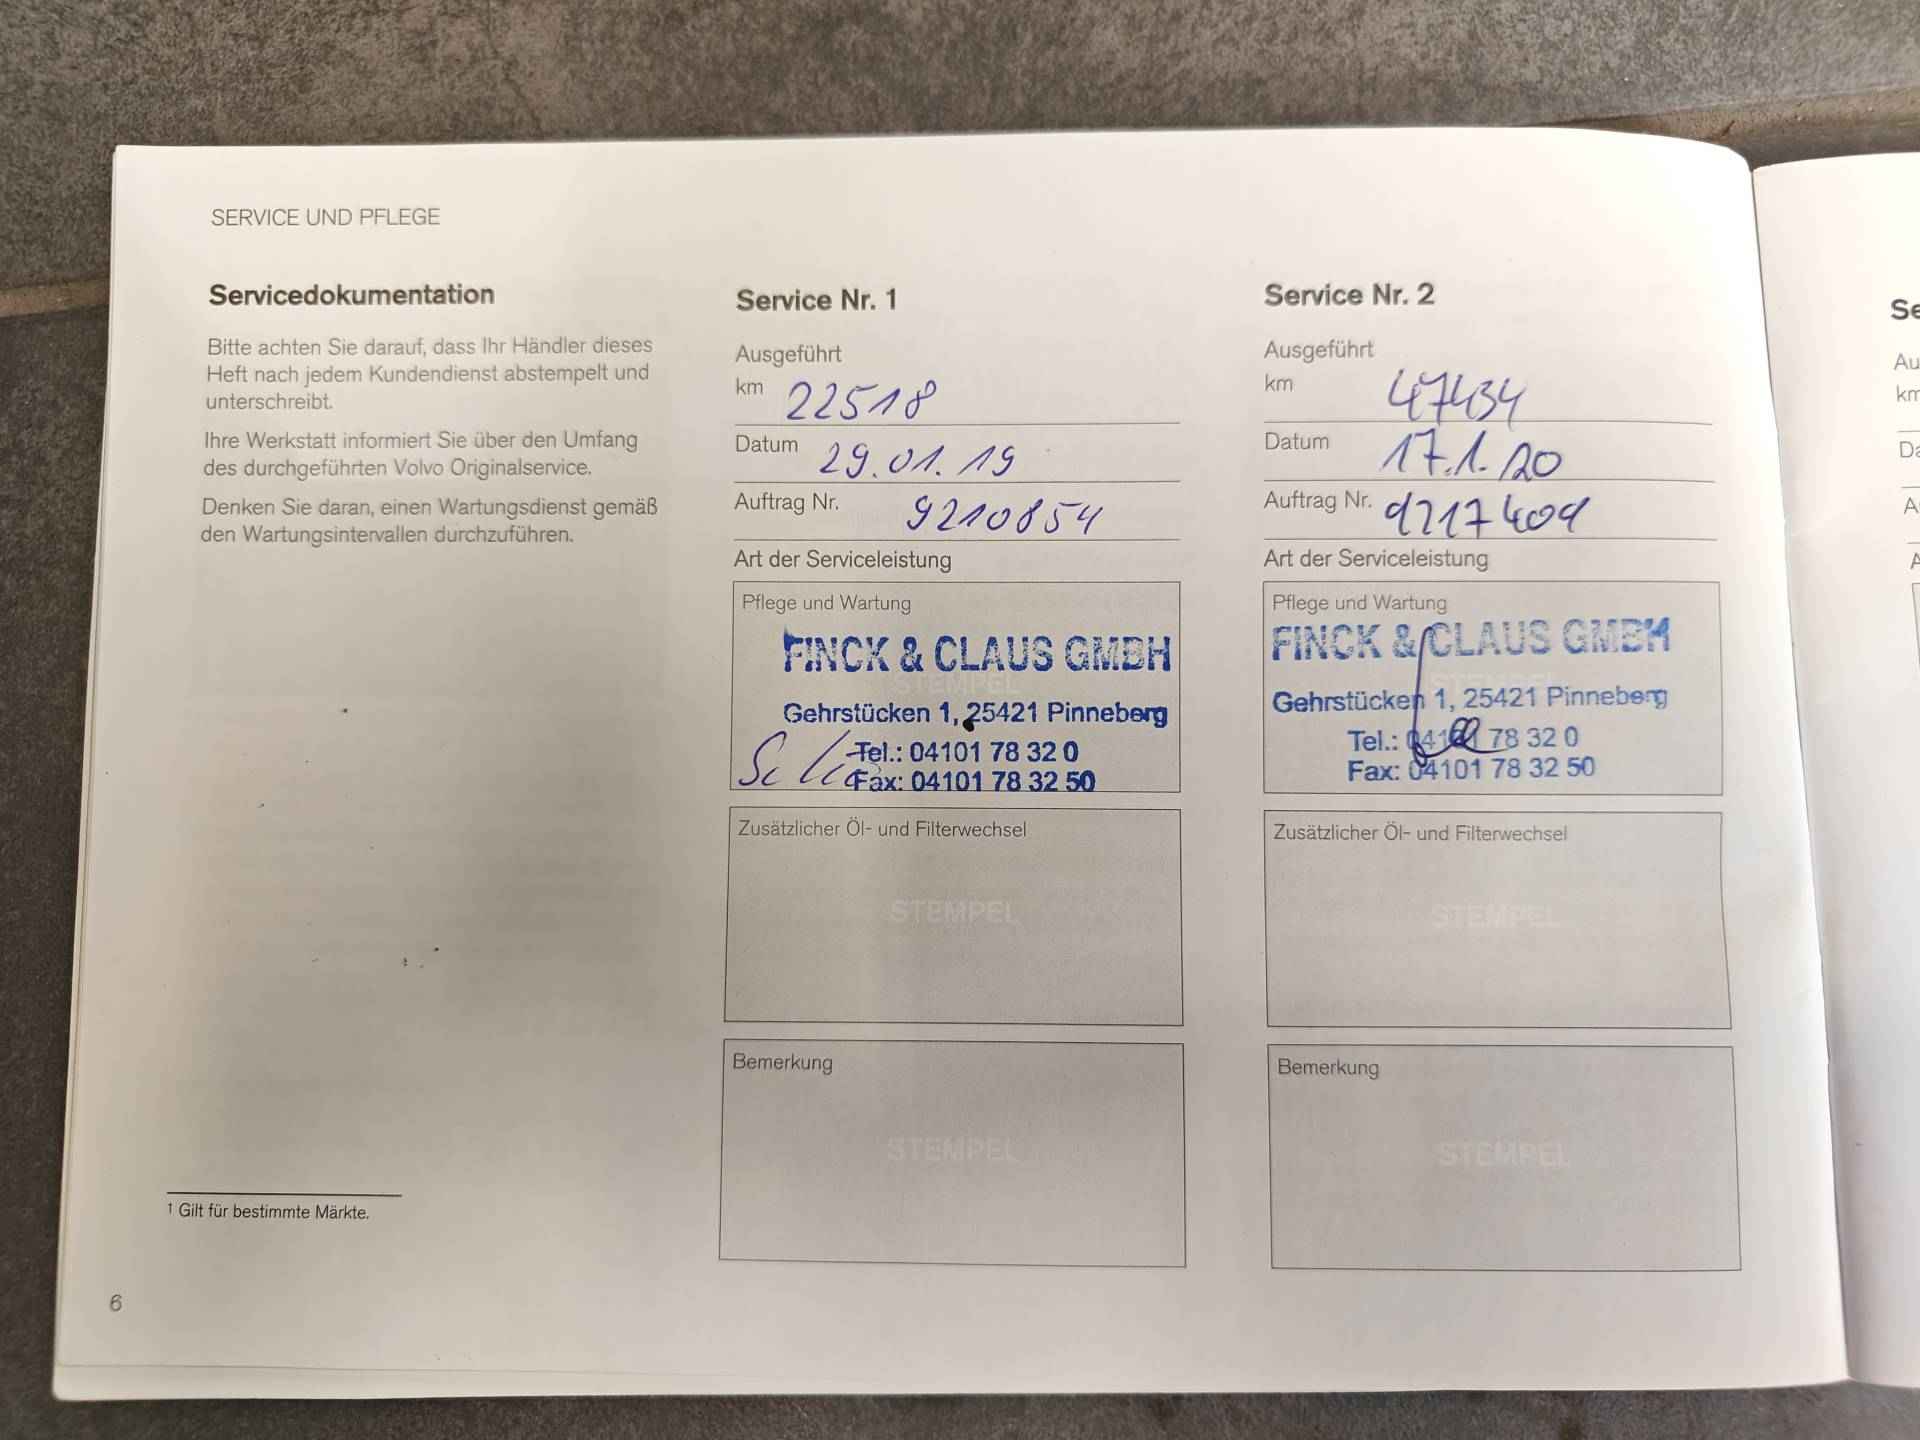 SERVICE UND PFLEGE
Servicedokumentation
Bitte achten Sie darauf, dass Ihr Händler dieses
Heft nach jedem Kundendienst abstempelt und
unterschreibt.
Ihre Werkstatt informiert Sie über den Umfang
des durchgeführten Volvo Originalservice.
Denken Sie daran, einen Wartungsdienst gemäß
den Wartungsintervallen durchzuführen.
1 Gilt für bestimmte Märkte.
6
Service Nr. 1
Ausgeführt
km 22518
Datum 29.01.19
Auftrag Nr. 9210854
Art der Serviceleistung
Pflege und Wartung
STEMPEL
FINCK & CLAUS GMBH
Gehrstücken 1, 25421 Pinneberg
Tel.: 04101 78 32 0
Fax: 04101 78 32 50
Zusätzlicher Öl- und Filterwechsel
STEMPEL
Bemerkung
STEMPEL
Service Nr. 2
Ausgeführt
km 47434
Datum 17.1.20
Auftrag Nr. 9217409
Art der Serviceleistung
Pflege und Wartung
FINCK & CLAUS GMBH
Gehrstücken 1, 25421 Pinneberg
Tel.: 04101 78 32 0
Fax: 04101 78 32 50
Zusätzlicher Öl- und Filterwechsel
STEMPEL
Bemerkung
STEMPEL